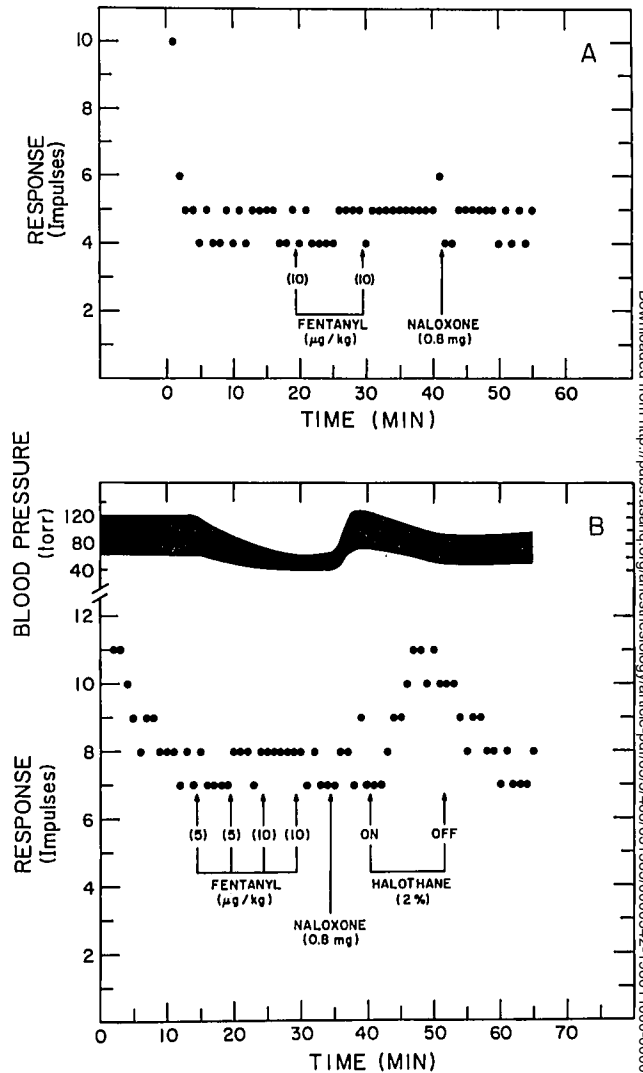 A
RESPONSE
(Impulses)
10
8
6
4
2
(10) (10)
FENTANYL
(μg/kg)
NALOXONE
(0.8 mg)
0 10 20 30 40 50 60
TIME (MIN)
B
BLOOD PRESSURE
(torr)
120
80
40
RESPONSE
(Impulses)
12
10
8
6
4
2
(5) (5) (10) (10)
FENTANYL
(μg/kg)
NALOXONE
(0.8 mg)
ON OFF
HALOTHANE
(2%)
0 10 20 30 40 50 60 70
TIME (MIN)